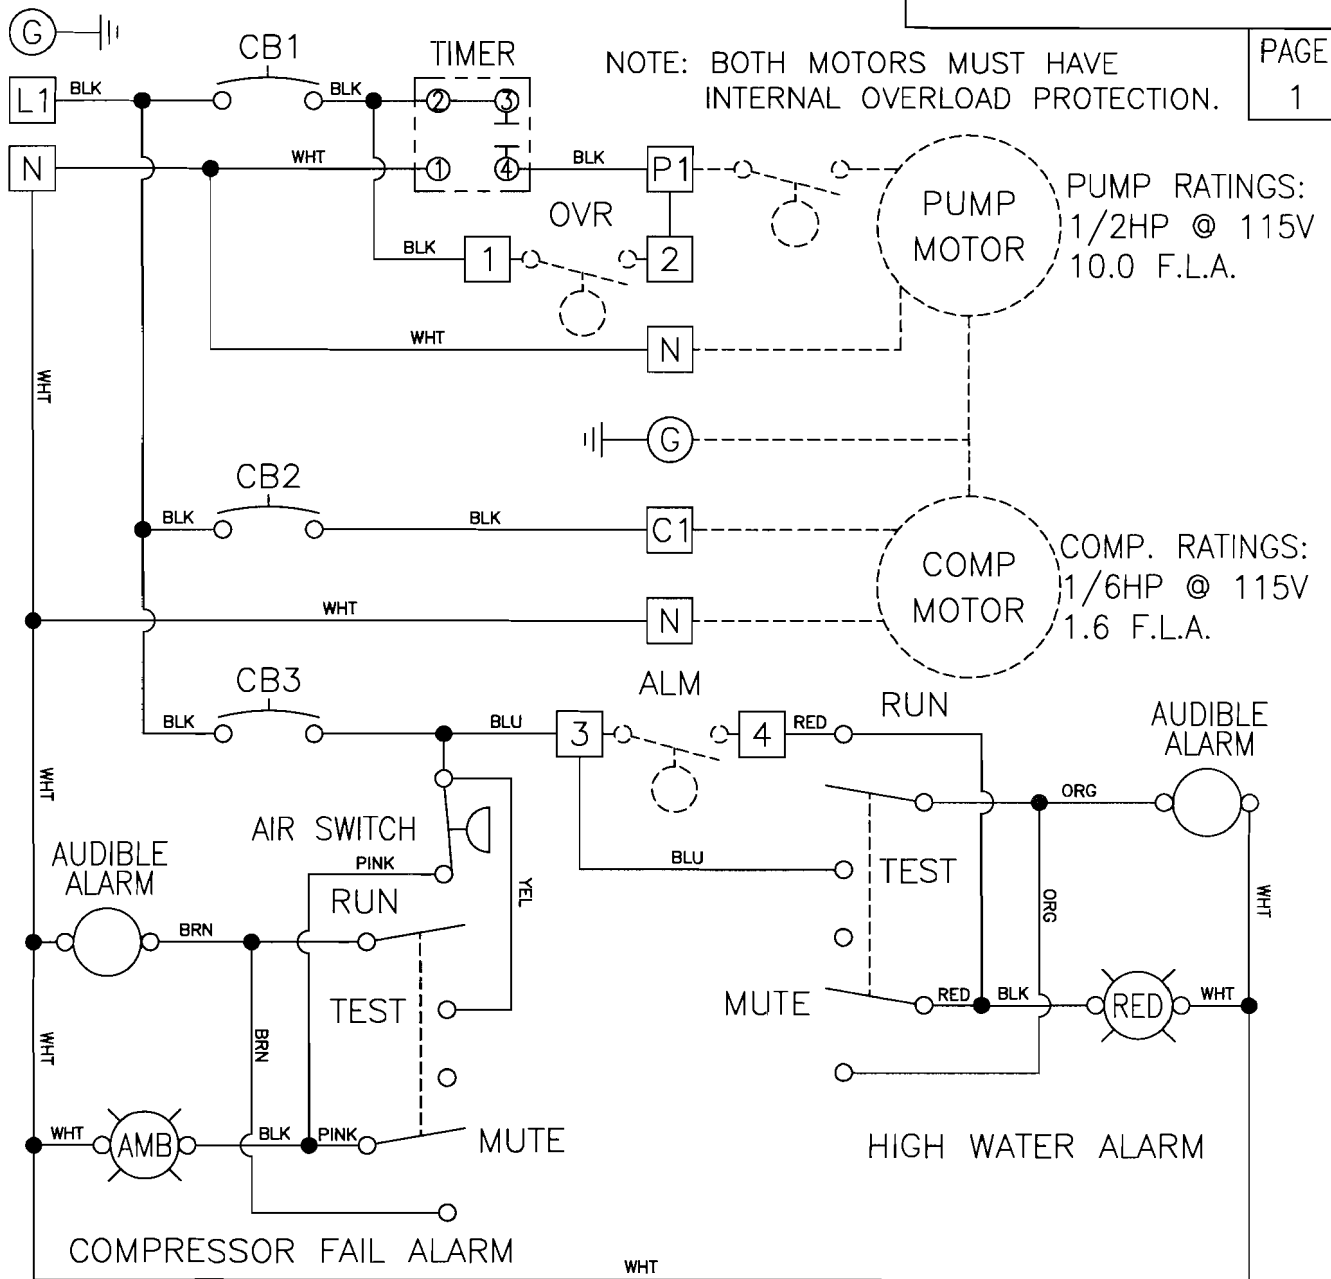 G
CB1
TIMER
NOTE: BOTH MOTORS MUST HAVE
INTERNAL OVERLOAD PROTECTION.
PAGE
1
L1
BLK
BLK
2
3
N
WHT
1
4
BLK
P1
PUMP
MOTOR
PUMP RATINGS:
1/2HP @ 115V
10.0 F.L.A.
OVR
BLK
1
2
WHT
N
WHT
G
CB2
BLK
BLK
C1
COMP
MOTOR
COMP. RATINGS:
1/6HP @ 115V
1.6 F.L.A.
WHT
N
CB3
ALM
RUN
AUDIBLE
ALARM
BLK
BLU
3
4
RED
WHT
ORG
AIR SWITCH
PINK
YEL
BLU
TEST
ORG
WHT
AUDIBLE
ALARM
RUN
BRN
TEST
MUTE
RED
BLK
RED
WHT
WHT
BRN
WHT
AMB
BLK
PINK
MUTE
HIGH WATER ALARM
COMPRESSOR FAIL ALARM
WHT